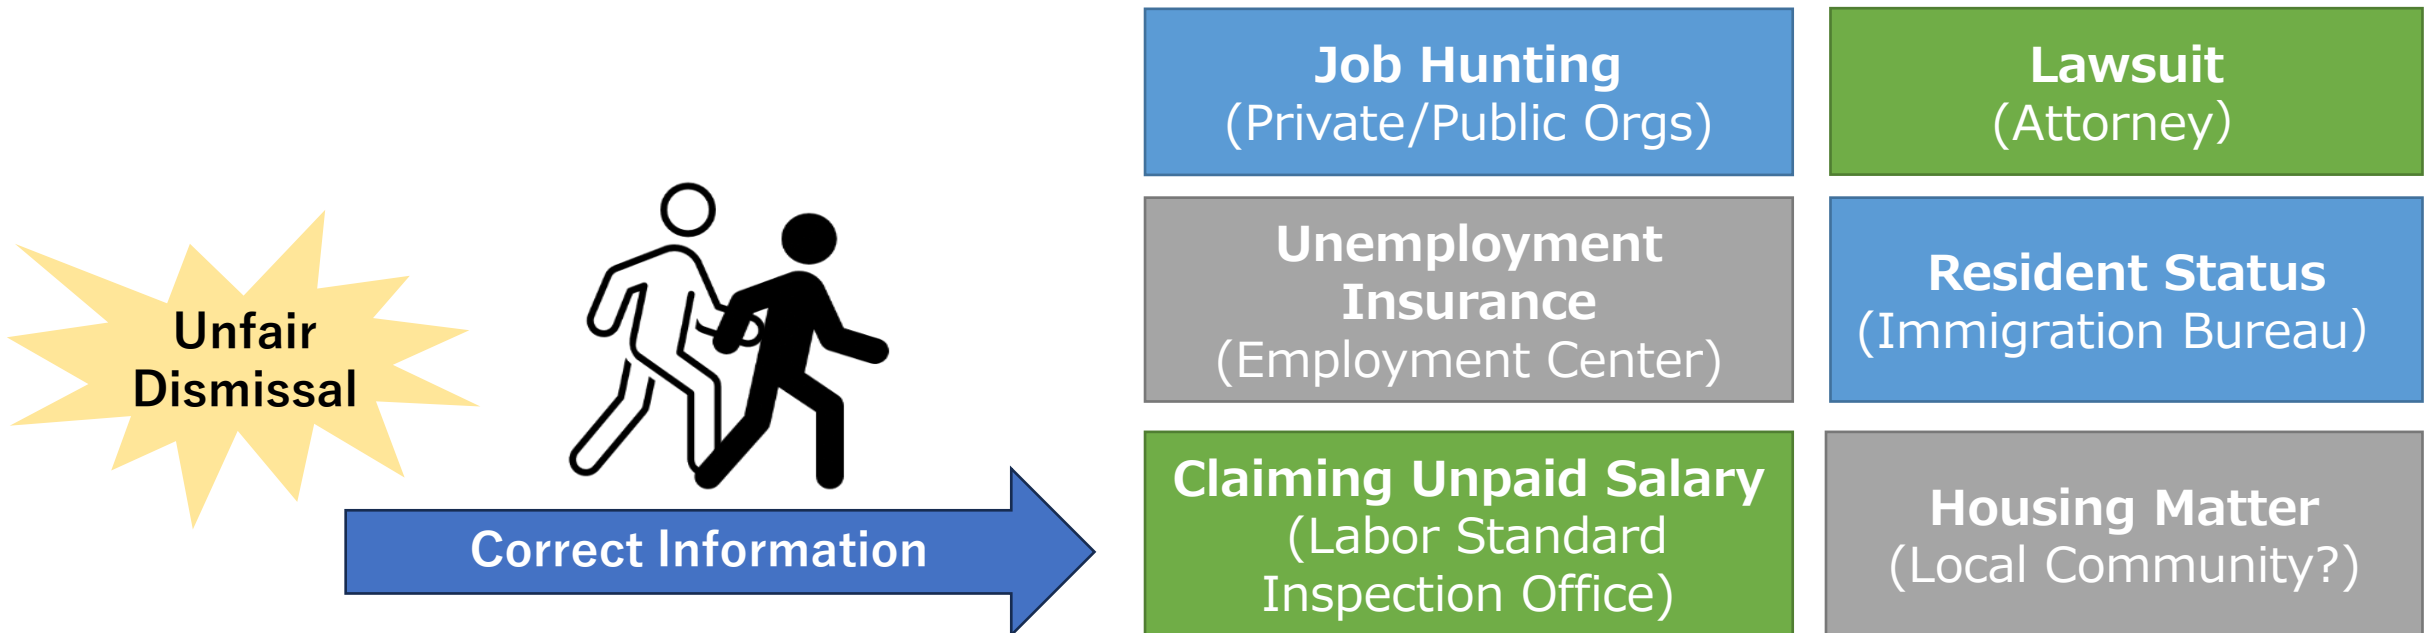 Unfair
Dismissal
Correct Information
Job Hunting
(Private/Public Orgs)
Lawsuit
(Attorney)
Unemployment
Insurance
(Employment Center)
Resident Status
(Immigration Bureau)
Claiming Unpaid Salary
(Labor Standard
Inspection Office)
Housing Matter
(Local Community?)